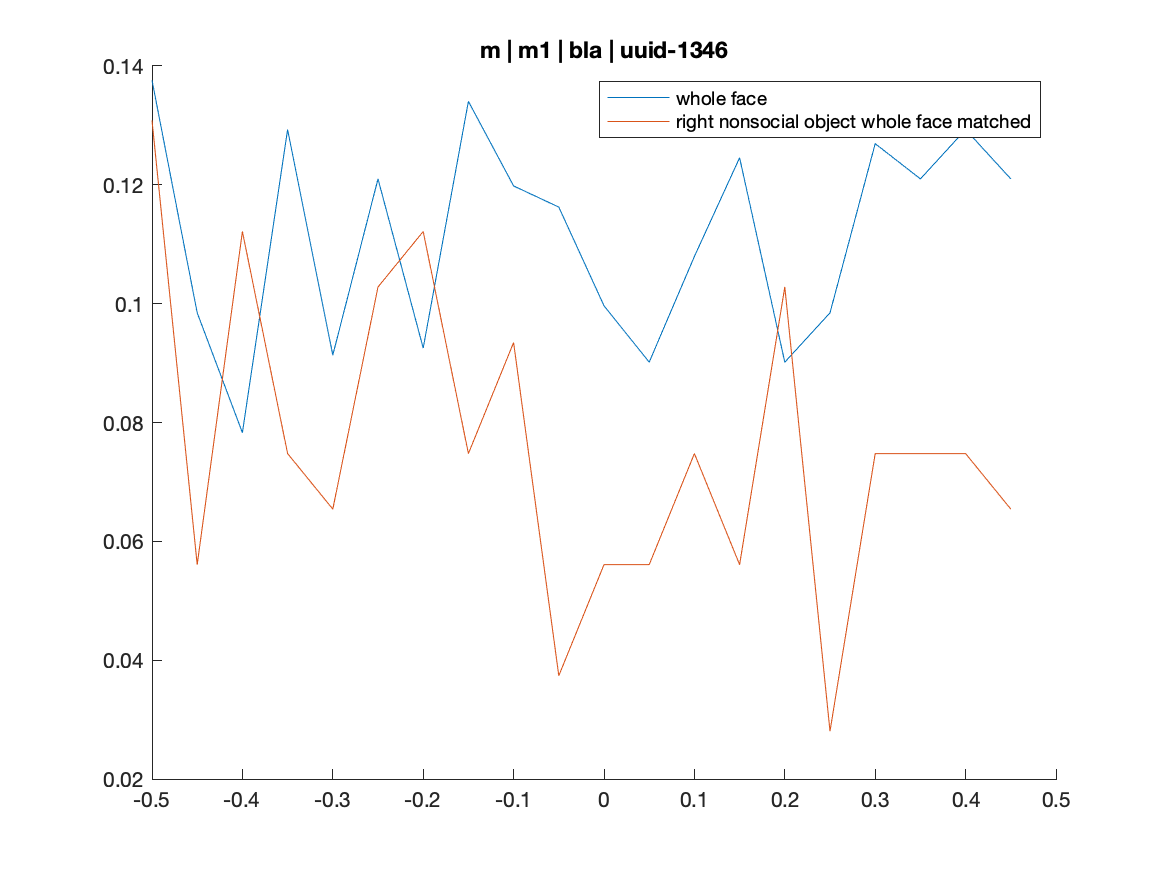 m | m1 | bla | uuid-1346
0.14
whole face
right nonsocial object whole face matched
0.12
0.1
0.08
0.06
0.04
0.02
-0.5 -0.4 -0.3 -0.2 -0.1 0 0.1 0.2 0.3 0.4 0.5